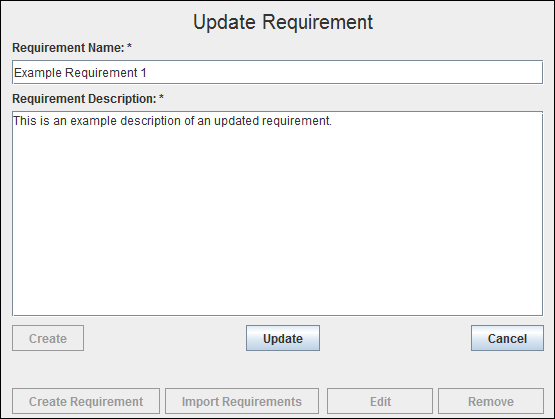 Update Requirement
Requirement Name: *
Example Requirement 1
Requirement Description: *
This is an example description of an updated requirement.
Create Update Cancel
Create Requirement Import Requirements Edit Remove